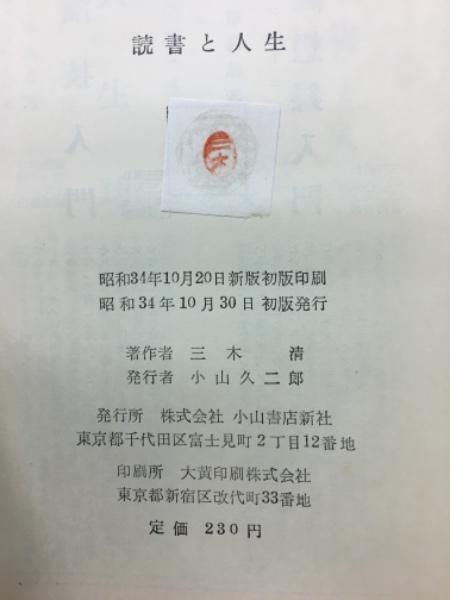 読書と人生
三木
昭和34年10月20日新版初版印刷
昭和34年10月30日初版発行
著作者 三木 清
発行者 小山久二郎
発行所 株式会社 小山書店新社
東京都千代田区富士見町2丁目12番地
印刷所 大黄印刷株式会社
東京都新宿区改代町33番地
定価 230円